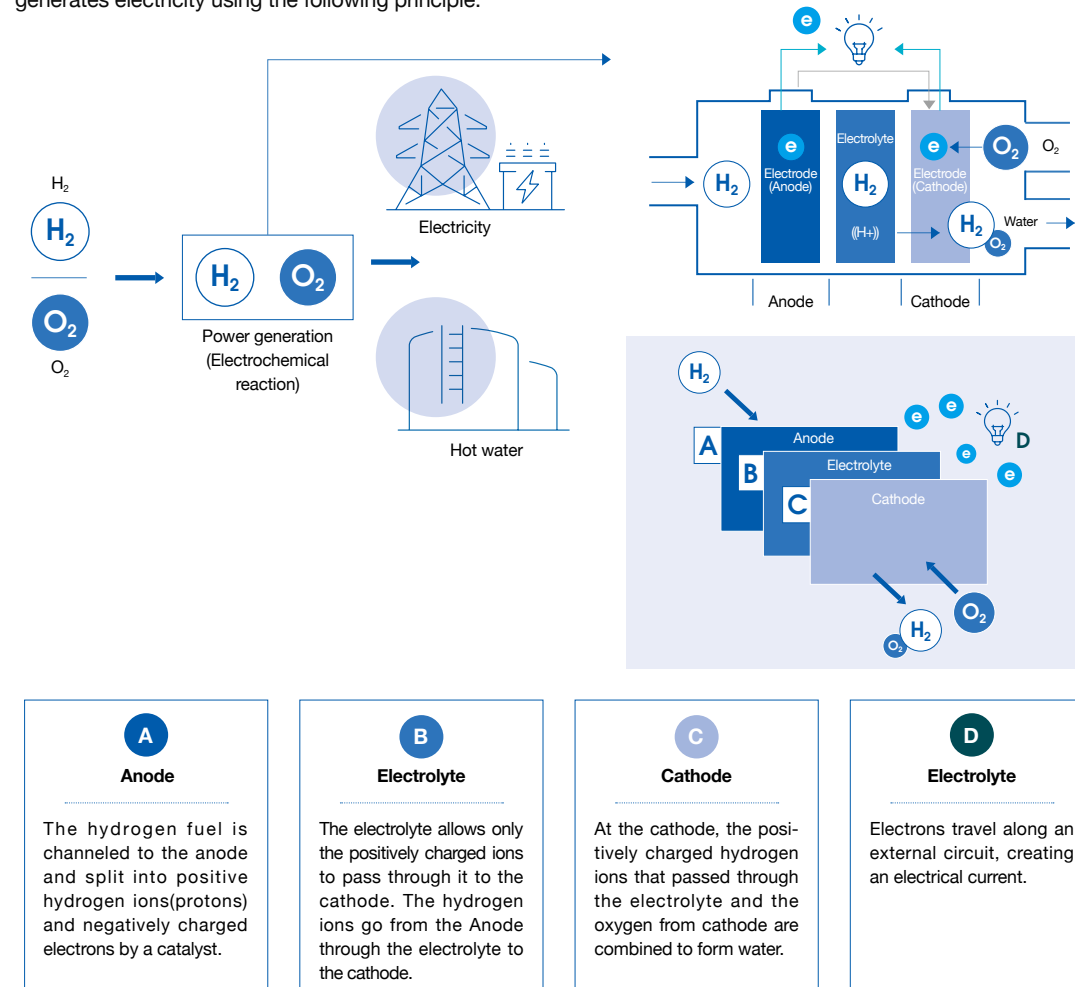 generates electricity using the following principle.
H₂
H₂
O₂
O₂
H₂ O₂
Power generation
(Electrochemical
reaction)
Electricity
Hot water
e
H₂
e
Electrode
(Anode)
Electrolyte
H₂
((H+))
e
Electrode
(Cathode)
O₂
O₂
H₂
O₂
Water
Anode
Cathode
H₂
A
Anode
B
Electrolyte
C
Cathode
e
e
e
e
D
O₂
H₂
O₂
A
Anode
The hydrogen fuel is
channeled to the anode
and split into positive
hydrogen ions(protons)
and negatively charged
electrons by a catalyst.
B
Electrolyte
The electrolyte allows only
the positively charged ions
to pass through it to the
cathode. The hydrogen
ions go from the Anode
through the electrolyte to
the cathode.
C
Cathode
At the cathode, the posi-
tively charged hydrogen
ions that passed through
the electrolyte and the
oxygen from cathode are
combined to form water.
D
Electrolyte
Electrons travel along an
external circuit, creating
an electrical current.